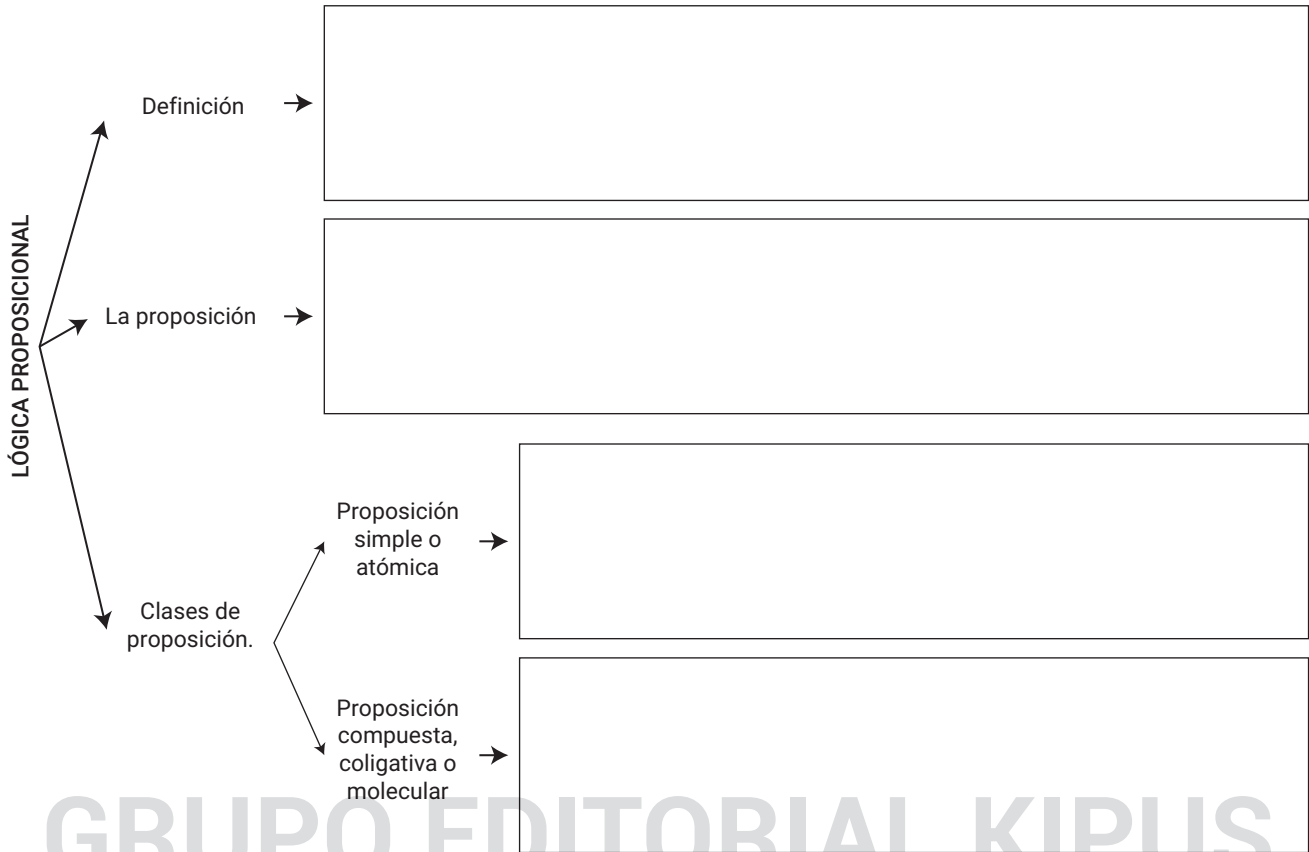 LÓGICA PROPOSICIONAL
Definición
La proposición
Clases de
proposición.
Proposición
simple o
atómica
Proposición
compuesta,
coligativa o
molecular
GRUPO EDITORIAL KIPUS